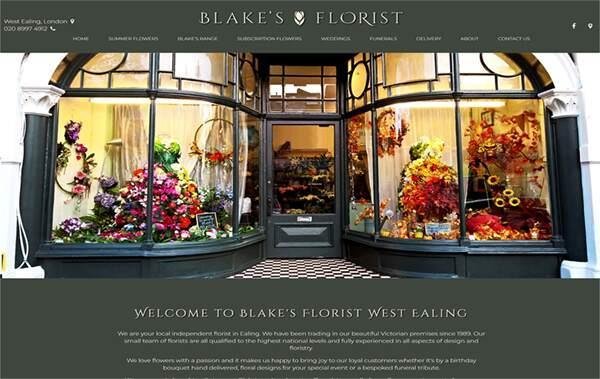 BLAKE'S FLORIST
West Ealing, London
020 8997 4912
HOME SUMMER FLOWERS BLAKE'S RANGE SUBSCRIPTION FLOWERS WEDDINGS FUNERALS DELIVERY ABOUT CONTACT US
WELCOME TO BLAKE'S FLORIST WEST EALING
We are your local independent florist in Ealing. We have been trading in our beautiful Victorian premises since 1989. Our
small team of florists are all qualified to the highest national levels and fully experienced in all aspects of design and
floristry.
We love flowers with a passion and it makes us happy to bring joy to our loyal customers whether it's by a birthday
bouquet hand delivered, floral designs for your special event or a bespoke funeral tribute.